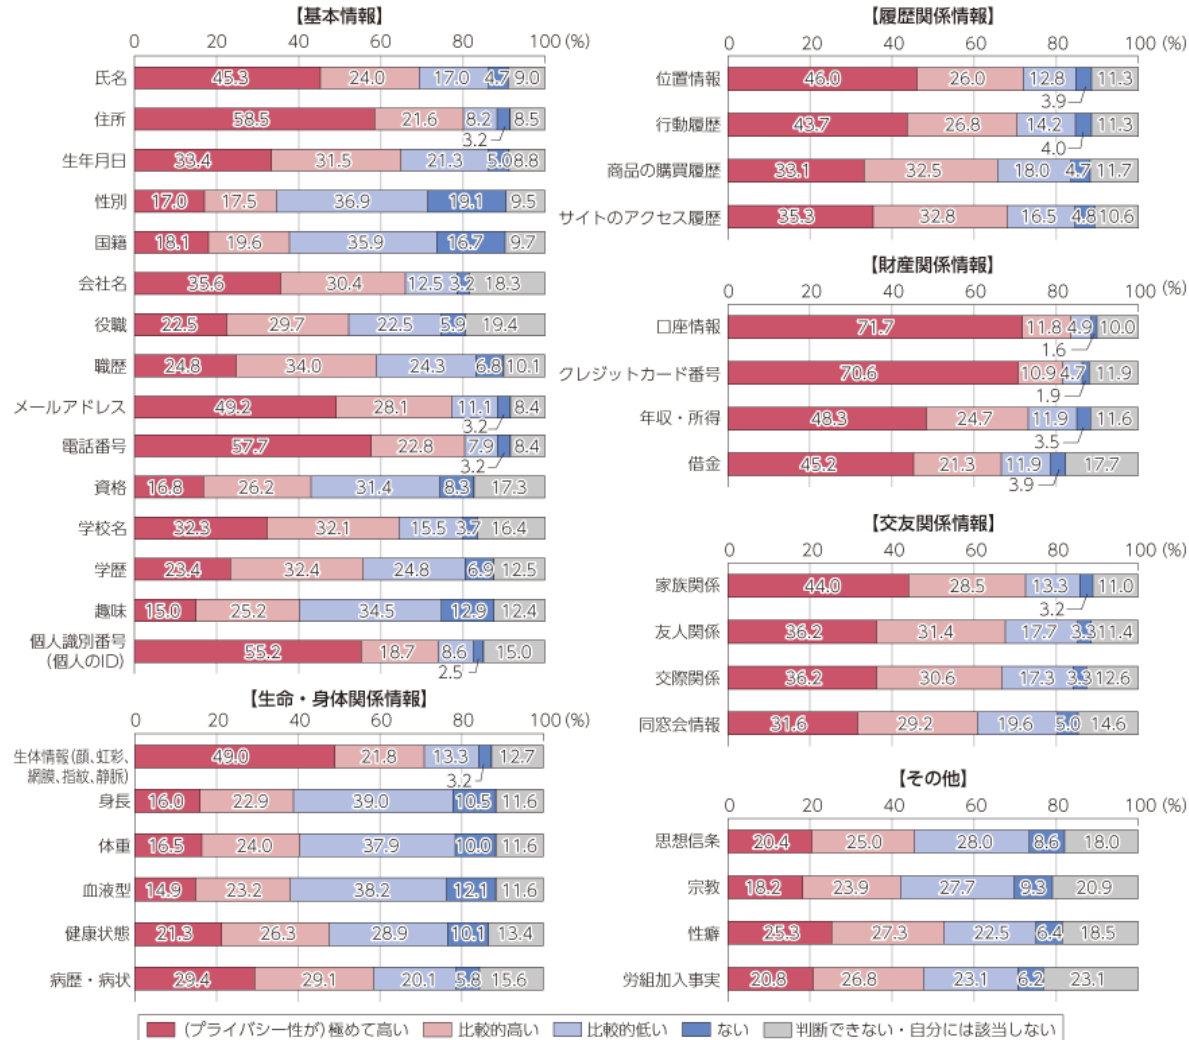 【基本情報】
0 20 40 60 80 100 (%)
氏名 45.3 24.0 17.0 4.7 9.0
住所 58.5 21.6 8.2 3.2 8.5
生年月日 33.4 31.5 21.3 5.0 8.8
性別 17.0 17.5 36.9 19.1 9.5
国籍 18.1 19.6 35.9 16.7 9.7
会社名 35.6 30.4 12.5 3.2 18.3
役職 22.5 29.7 22.5 5.9 19.4
職歴 24.8 34.0 24.3 6.8 10.1
メールアドレス 49.2 28.1 11.1 3.2 8.4
電話番号 57.7 22.8 7.9 3.2 8.4
資格 16.8 26.2 31.4 8.3 17.3
学校名 32.3 32.1 15.5 3.7 16.4
学歴 23.4 32.4 24.8 6.9 12.5
趣味 15.0 25.2 34.5 12.9 12.4
個人識別番号
(個人のID) 55.2 18.7 8.6 2.5 15.0
【生命・身体関係情報】
0 20 40 60 80 100 (%)
生体情報(顔、虹彩、
網膜、指紋、静脈) 49.0 21.8 13.3 3.2 12.7
身長 16.0 22.9 39.0 10.5 11.6
体重 16.5 24.0 37.9 10.0 11.6
血液型 14.9 23.2 38.2 12.1 11.6
健康状態 21.3 26.3 28.9 10.1 13.4
病歴・病状 29.4 29.1 20.1 5.8 15.6
【履歴関係情報】
0 20 40 60 80 100 (%)
位置情報 46.0 26.0 12.8 3.9 11.3
行動履歴 43.7 26.8 14.2 4.0 11.3
商品の購買履歴 33.1 32.5 18.0 4.7 11.7
サイトのアクセス履歴 35.3 32.8 16.5 4.8 10.6
【財産関係情報】
0 20 40 60 80 100 (%)
口座情報 71.7 11.8 4.9 1.6 10.0
クレジットカード番号 70.6 10.9 4.7 1.9 11.9
年収・所得 48.3 24.7 11.9 3.5 11.6
借金 45.2 21.3 11.9 3.9 17.7
【交友関係情報】
0 20 40 60 80 100 (%)
家族関係 44.0 28.5 13.3 3.2 11.0
友人関係 36.2 31.4 17.7 3.3 11.4
交際関係 36.2 30.6 17.3 3.3 12.6
同窓会情報 31.6 29.2 19.6 5.0 14.6
【その他】
0 20 40 60 80 100 (%)
思想信条 20.4 25.0 28.0 8.6 18.0
宗教 18.2 23.9 27.7 9.3 20.9
性癖 25.3 27.3 22.5 6.4 18.5
労組加入事実 20.8 26.8 23.1 6.2 23.1
(プライバシー性が)極めて高い 比較的高い 比較的低い ない 判断できない・自分には該当しない